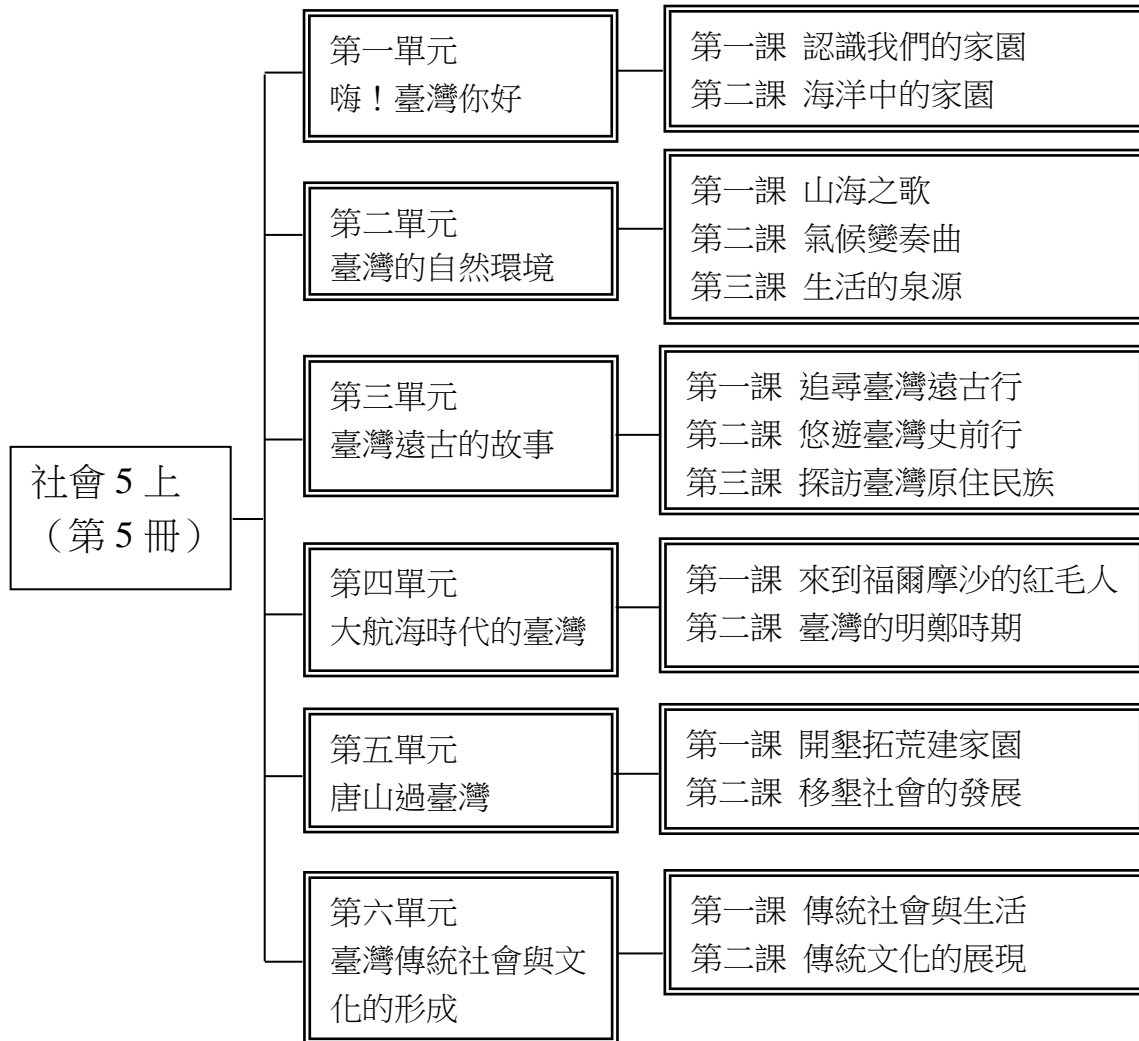 社會 5 上
（第 5 冊）
第一單元
嗨！臺灣你好
第一課 認識我們的家園
第二課 海洋中的家園
第二單元
臺灣的自然環境
第一課 山海之歌
第二課 氣候變奏曲
第三課 生活的泉源
第三單元
臺灣遠古的故事
第一課 追尋臺灣遠古行
第二課 悠遊臺灣史前行
第三課 探訪臺灣原住民族
第四單元
大航海時代的臺灣
第一課 來到福爾摩沙的紅毛人
第二課 臺灣的明鄭時期
第五單元
唐山過臺灣
第一課 開墾拓荒建家園
第二課 移墾社會的發展
第六單元
臺灣傳統社會與文
化的形成
第一課 傳統社會與生活
第二課 傳統文化的展現